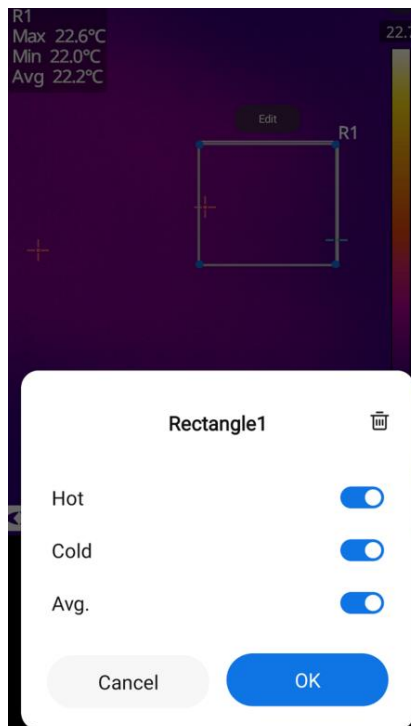 R1
Max 22.6°C
Min 22.0°C
Avg 22.2°C
Edit
R1
Rectangle1
Hot
Cold
Avg.
Cancel
OK